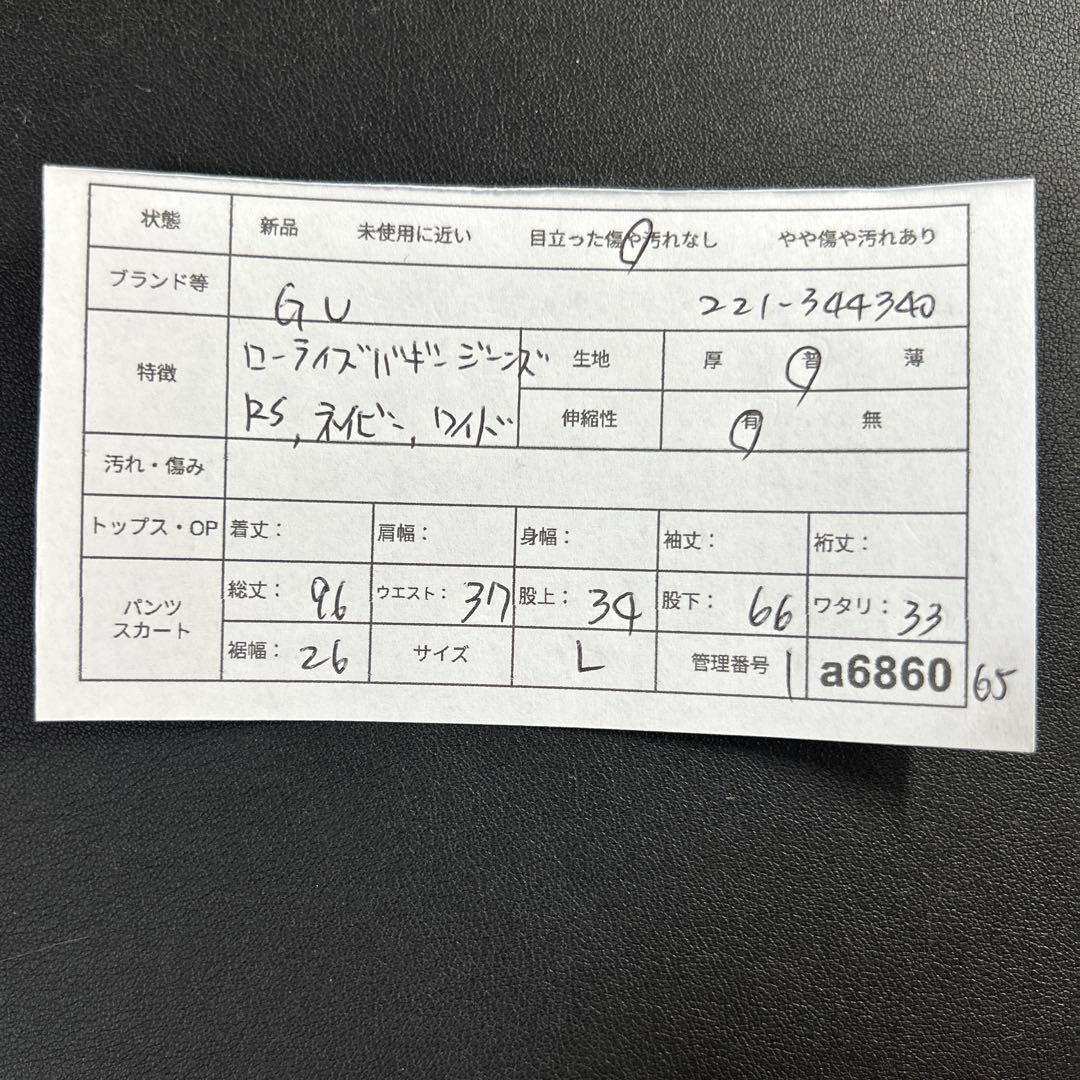 状態 新品 未使用に近い 目立った傷や汚れなし やや傷や汚れあり
ブランド等 GU 221-344340
特徴 ローライズバギージーンズ 生地 厚 普 薄
RS, ネイビー, ワイド 伸縮性 有 無
汚れ・傷み
トップス・OP 着丈: 肩幅: 身幅: 袖丈: 裄丈:
パンツ 総丈: 96 ウエスト: 37 股上: 34 股下: 66 ワタリ: 33
スカート 裾幅: 26 サイズ L 管理番号 1 a6860 65